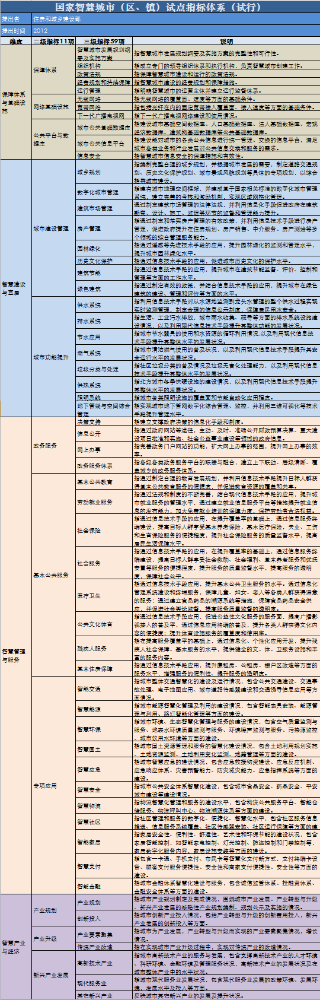 国家智慧城市（区、镇）试点指标体系（试行）
提出者 住房和城乡建设部
提出时间 2012
维度 二级指标11项 三级指标59项 说明
保障体系与基础设施
保障体系
智慧城市发展规划纲要及实施方案 指智慧城市发展规划纲要及实施方案的完整性和可行性。
组织机构 指成立专门的领导组织体系和执行机构，负责智慧城市创建工作。
政策法规 指保障智慧城市建设和运行的政策法规。
经费规划和持续保障 指智慧城市建设的经费规划和保障措施。
运行管理 指明确智慧城市的运营主体并建立运行监督体系。
网络基础设施
无线网络 指无线网络的覆盖面、速度等方面的基础条件。
宽带网络 指包括光纤在内的固定宽带接入覆盖面、接入速度等方面的基础条件。
下一代广播电视网 指下一代广播电视网络建设和使用情况。
公共平台与数据库
城市公共基础数据库 指建设城市基础空间数据库、人口基础数据库、法人基础数据库、宏观
经济数据库、建筑物基础数据库等公共基础数据库。
城市公共信息平台 指建设能对城市的各类公共信息进行统一管理、交换的信息平台，满足
城市各类业务和行业发展对公共信息交换和服务的需求。
信息安全 指智慧城市信息安全的保障措施和有效性。
智慧建设与宜居
城市建设管理
城乡规划 指编制完整合理的城乡规划，并根据城市发展的需要，制定道路交通规
划、历史文化保护规划、城市景观风貌规划等具体的专项规划，以综合
指导城市建设。
数字化城市管理 指建有城市地理空间框架，并建成基于国家相关标准的数字化城市管理
系统，建立完善的考核和激励机制，实现区域网格化管理。
建筑市场管理 通过制定建筑市场管理的法律法规，并利用信息化手段促进政府在建筑
勘察、设计、施工、监理等环节的监督和管理能力提升。
房产管理 指通过制定和落实房产管理的有效政策，并利用信息技术手段进行房产
管理，促进政府提升在住房规划、房产销售、中介服务、房产测绘等多
个领域的综合管理服务能力。
园林绿化 指通过遥感等先进技术手段的应用，提升园林绿化的监测和管理水平，
提升城市园林绿化水平。
历史文化保护 指通过信息技术手段的应用，促进城市历史文化的保护水平。
建筑节能 指通过信息技术手段的应用，提升城市在建筑节能监督、评价、控制和
管理等方面的工作水平。
绿色建筑 指通过制定有效的政策，并结合信息技术手段的应用，提升城市在绿色
建筑的建设、管理和评价等方面的水平。
城市功能提升
供水系统 指利用信息技术手段对从水源地监测到龙头水管理的整个供水过程实现
实时监测管理，制定合理的信息公示制度，保障居民用水安全。
排水系统 指生活、工业污水排放，城市雨水收集、疏导等方面的排水系统设施建
设情况，以及利用现代信息技术手段提升其整体功能的发展状况。
节水应用 指城市节水器具的使用和水资源的循环利用情况,以及利用现代信息技
术手段提升其整体水平的发展状况。
燃气系统 指城市清洁燃气使用的普及状况，以及利用现代信息技术手段提升其安
全运行水平的发展状况。
垃圾分类与处理 指社区垃圾分类的普及情况及垃圾无害化处理能力，以及利用现代信息
技术手段提升其整体水平的发展状况。
供热系统 指北方城市冬季供暖设施的建设情况，以及利用现代信息技术手段提升
其整体水平的发展状况。
照明系统 指城市各类照明设施的覆盖面和节能自动化应用程度。
地下管线与空间综合管理 指实现城市地下管网数字化综合管理、监控，并利用三维可视化等技术
手段提升管理水平。
智慧管理与服务
政务服务
决策支持 指建立支撑政府决策的信息化手段和制度。
信息公开 指通过政府网站等途径，主动、及时、准确公开财政预算决算、重大建
设项目批准和实施、社会公益事业建设等领域的政府信息。
网上办事 指完善政务门户网站的功能，扩大网上办事的范围，提升网上办事的效
率。
政务服务体系 指各级各类政务服务平台的联接与融合，建立上下联动、层级清晰、覆
盖城乡的政务服务体系。
基本公共服务
基本公共教育 指通过制定合理的教育发展规划，并利用信息技术手段提升目标人群获
得基本公共教育服务的便捷度，并促进教育资源的覆盖和共享。
劳动就业服务 指通过法规和制度的不断完善，结合现代信息技术手段的应用，提升城
市就业服务的管理水平，通过建立就业信息服务平台等措施提升就业信
息的发布能力，加大免费就业培训的保障力度，保护劳动者合法权益。
社会保险 指通过信息技术手段的应用，在提升覆盖率的基础上，通过信息服务终
端建设，提高目标人群享受基本养老保险，基本医疗保险，失业、工伤
和生育保险服务的便捷程度，提升社会保险服务的质量监督水平，提高
居民生活保障水平。
社会服务 指通过信息技术手段的应用，在提升覆盖率的基础上，通过信息服务终
端建设，提高目标人群享受社会救助、社会福利、基本养老服务和优抚
安置等服务的便捷程度，提升服务的质量监督水平，提高服务的透明
度，保障社会公平。
医疗卫生 指通过信息技术手段应用，提升基本公共卫生服务的水平。通过信息化
管理系统建设和终端服务，保障儿童、妇女、老人等各类人群获得满意
的服务；通过建立食品药品的溯源系统等措施，保障食品药品安全供
应，并促进社会舆论监督，提高服务质量监督的透明度。
公共文化体育 指通过信息技术手段应用，促进公益性文化服务的服务面，提高广播影
视接入的普及率，通过信息应用终端的普及，提升各类人群获得文化内
容的便捷度；提升体育设施服务的覆盖度和使用率。
残疾人服务 指在提高服务覆盖率的基础上，通过信息化、个性化应用开发，提升残
疾人社会保障、基本服务的水平，提供健全的文、体、卫服务设施和丰
富的服务内容。
基本住房保障 指通过信息技术手段应用，提升廉租房、公租房、棚户区改造等方面的
服务水平，增强服务的便利性、提升服务的透明度。
专项应用
智能交通 指城市整体交通智慧化的建设及运行情况，包含公共交通建设、交通事
故处理、电子地图应用、城市道路传感器建设和交通诱导信息应用等方
面情况。
智慧能源 指城市能源智慧化管理及利用的建设情况，包含智能表具安装、能源管
理与利用、路灯智能化管理等方面的建设。
智慧环保 指城市环境、生态智慧化管理与服务的建设情况，包含空气质量监测与
服务、地表水环境质量监测与服务、环境噪声监测与服务、污染源监控
、城市饮用水环境等方面的建设。
智慧国土 指城市国土资源管理和服务的智慧化建设情况，包含土地利用规划实施
、土地资源监测、土地利用变化监测、地籍管理等方面的建设。
智慧应急 指城市智慧应急的建设情况，包含应急救援物资建设、应急反应机制、
应急响应体系、灾害预警能力、防灾减灾能力、应急指挥系统等方面的
建设。
智慧安全 指城市公共安全体系智慧化建设，包含城市食品安全、药品安全、平安
城市建设等建设情况。
智慧物流 指物流智慧化管理和服务的建设水平，包含物流公共服务平台、智能仓
储服务、物流呼叫中心、物流溯源体系等方面的建设。
智慧社区 指社区管理和服务的数字化、便捷化、智慧化水平，包含社区服务信息
推送、信息服务系统覆盖、社区传感器安装、社区运行保障等方面的建
智能家居 指家居安全性、便利性、舒适性、艺术性和环保节能的建设状况，包含
家居智能控制，如智能家电控制、灯光控制、防盗控制和门禁控制等，
家居数字化服务内容，家居设施安装等方面的建设。
智慧支付 指包含一卡通、手机支付、市民卡等智慧化支付新方式，支付终端卡设
备、顾客支付服务便捷性、安全性和商家支付便捷性、安全性等方面的
建设。
智能金融 指城市金融体系智慧化建设与服务，包含诚信监管体系、投融资体系、
金融安全体系等方面的建设。
智慧产业与经济
产业规划
产业规划 指城市产业规划制定及完成情况，围绕城市产业发展、产业转型与升级
、新兴产业发展的战略性产业规划编制、规划公示及实施的情况。
创新投入 指城市创新产业投入情况，包括产业转型与升级的创新费用投入，新兴
产业发展的创新投入等方面。
产业升级
产业要素聚集 指城市为产业发展，产业转型与升级而实现的产业要素聚集情况，增长
情况。
传统产业改造 指在实现城市产业升级过程中，实现对传统产业的改造情况。
新兴产业发展
高新技术产业 指城市高新技术产业的服务与发展，包含支撑高新技术产业的人才环境
、科研环境、金融环境及管理服务状况，高新技术产业的发展状况及在
城市整体产业中的水平状况。
现代服务业 指城市现代服务业发展状况，包含现代服务业发展的政策环境、发展环
境，发展水平及投入等方面。
其它新兴产业 反映城市其它新兴产业的发展及提升状况。